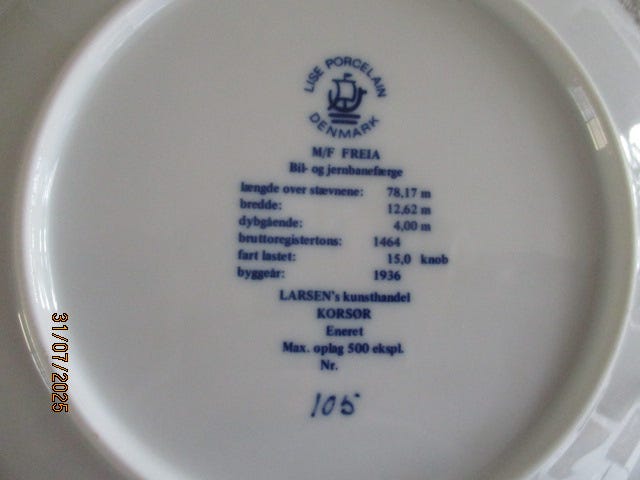 LISE PORCELAIN
DENMARK
M/F FREIA
Bil- og jernbanefærge
længde over stævnene: 78,17 m
bredde: 12,62 m
dybgående: 4,00 m
bruttoregistertons: 1464
fart lastet: 15,0 knob
byggeår: 1936
LARSEN's kunsthandel
KORSØR
Eneret
Max. oplag 500 ekspl.
Nr.
105
31/07/2025